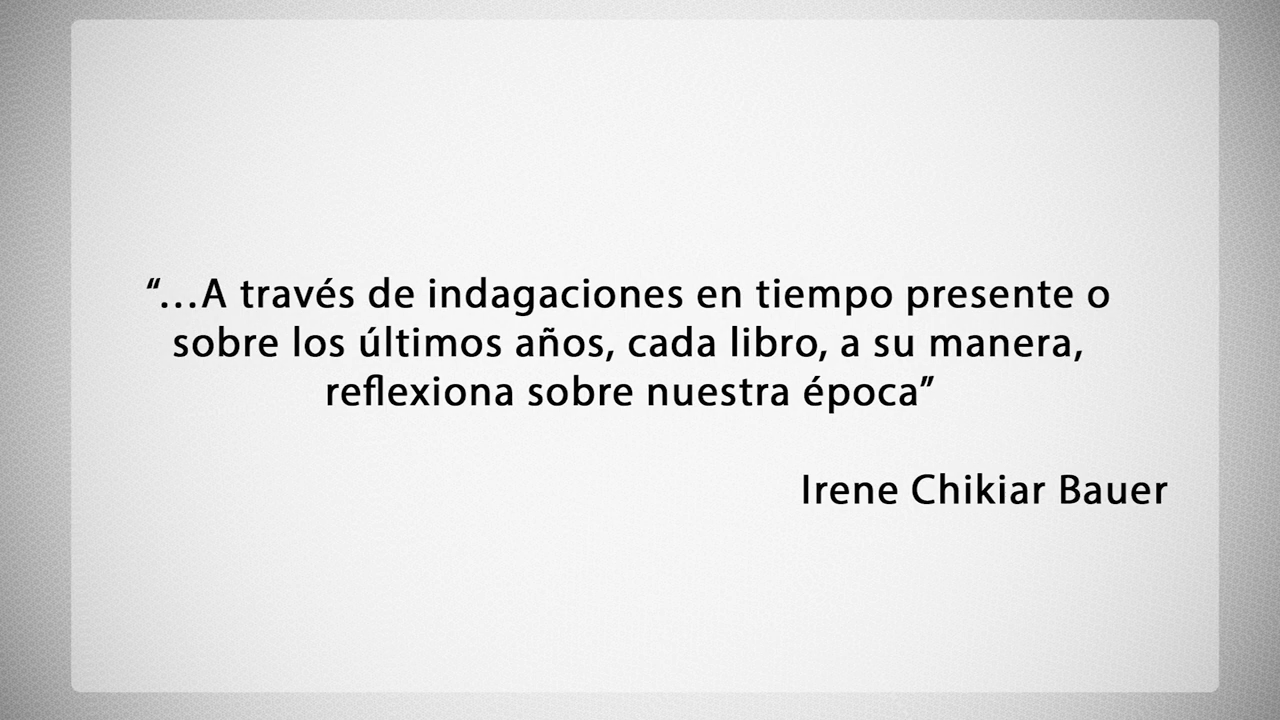 “…A través de indagaciones en tiempo presente o
sobre los últimos años, cada libro, a su manera,
reflexiona sobre nuestra época”
Irene Chikiar Bauer